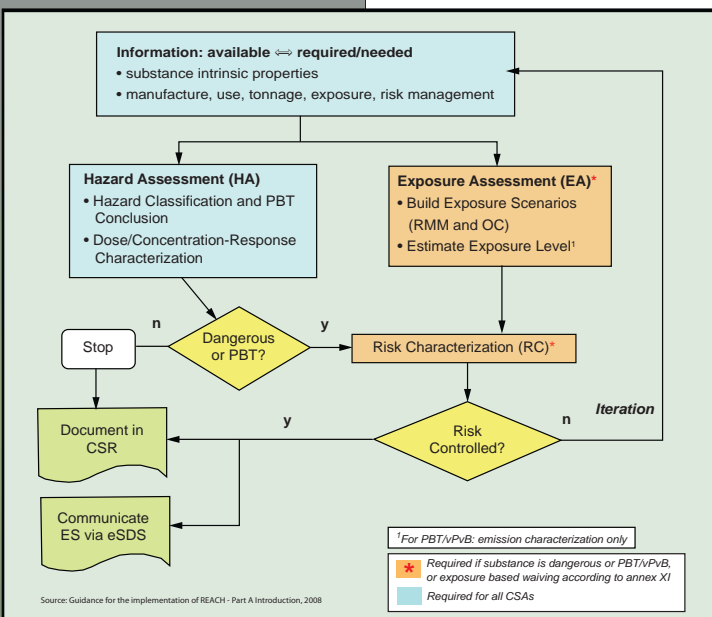 Information: available ⇔ required/needed
• substance intrinsic properties
• manufacture, use, tonnage, exposure, risk management
Hazard Assessment (HA)
• Hazard Classification and PBT
Conclusion
• Dose/Concentration-Response
Characterization
Exposure Assessment (EA)*
• Build Exposure Scenarios
(RMM and OC)
• Estimate Exposure Level¹
n
Dangerous
or PBT?
y
Stop
Risk Characterization (RC)*
Document in
CSR
y
Risk
Controlled?
n
Iteration
Communicate
ES via eSDS
¹For PBT/vPvB: emission characterization only
* Required if substance is dangerous or PBT/vPvB,
or exposure based waiving according to annex XI
Required for all CSAs
Source: Guidance for the implementation of REACH - Part A Introduction, 2008